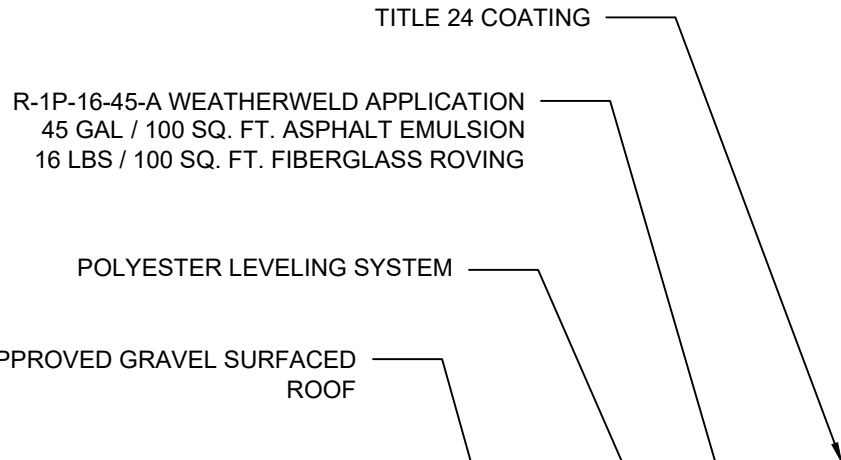 TITLE 24 COATING
R-1P-16-45-A WEATHERWELD APPLICATION
45 GAL / 100 SQ. FT. ASPHALT EMULSION
16 LBS / 100 SQ. FT. FIBERGLASS ROVING
POLYESTER LEVELING SYSTEM
GRAVEL SURFACED
ROOF